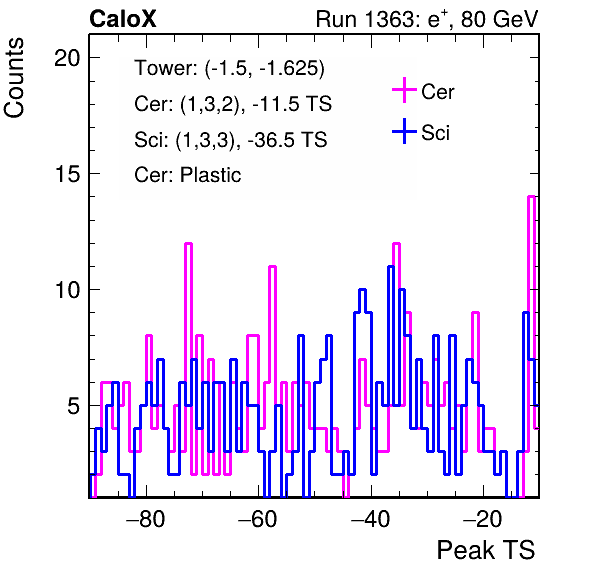 CaloX Run 1363: e⁺, 80 GeV
Counts
20
15
10
5
Tower: (-1.5, -1.625)
Cer: (1,3,2), -11.5 TS
Sci: (1,3,3), -36.5 TS
Cer: Plastic
Cer
Sci
−80 −60 −40 −20
Peak TS